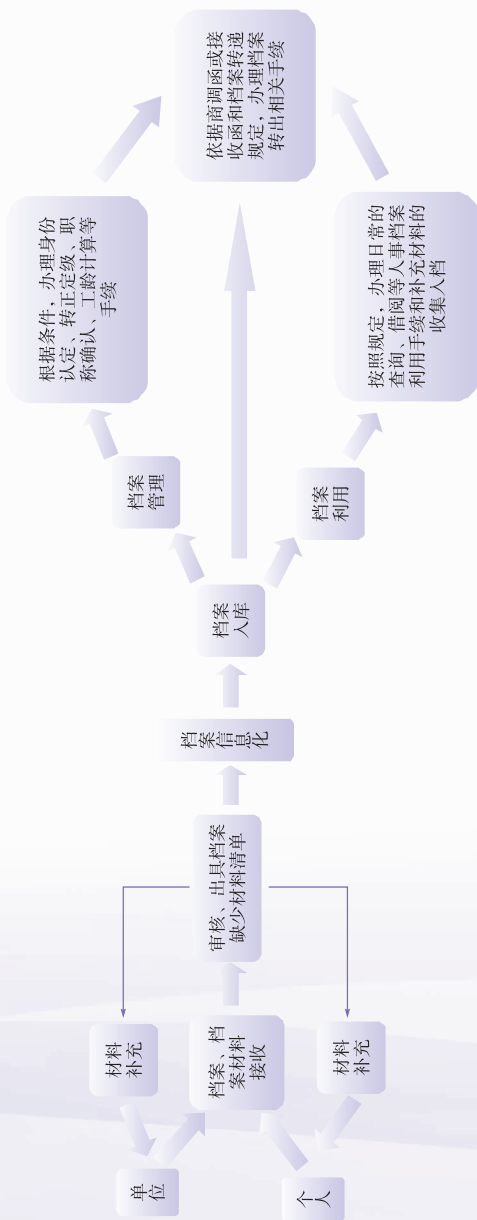 单
位
个
人
材料
补充
档案、档
案材料
接收
材料
补充
审核、出具档案
缺少材料清单
档
案
信
息
化
档案
入库
档案
管理
档案
利用
根据条件，办理身份
认定、转正定级、职
称确认、工龄计算等
手续
按照规定，办理日常的
查询、借阅等人事档案
利用手续和补充材料的
收集入档
依据商调函或接
收函和档案转递
规定，办理档案
转出相关手续